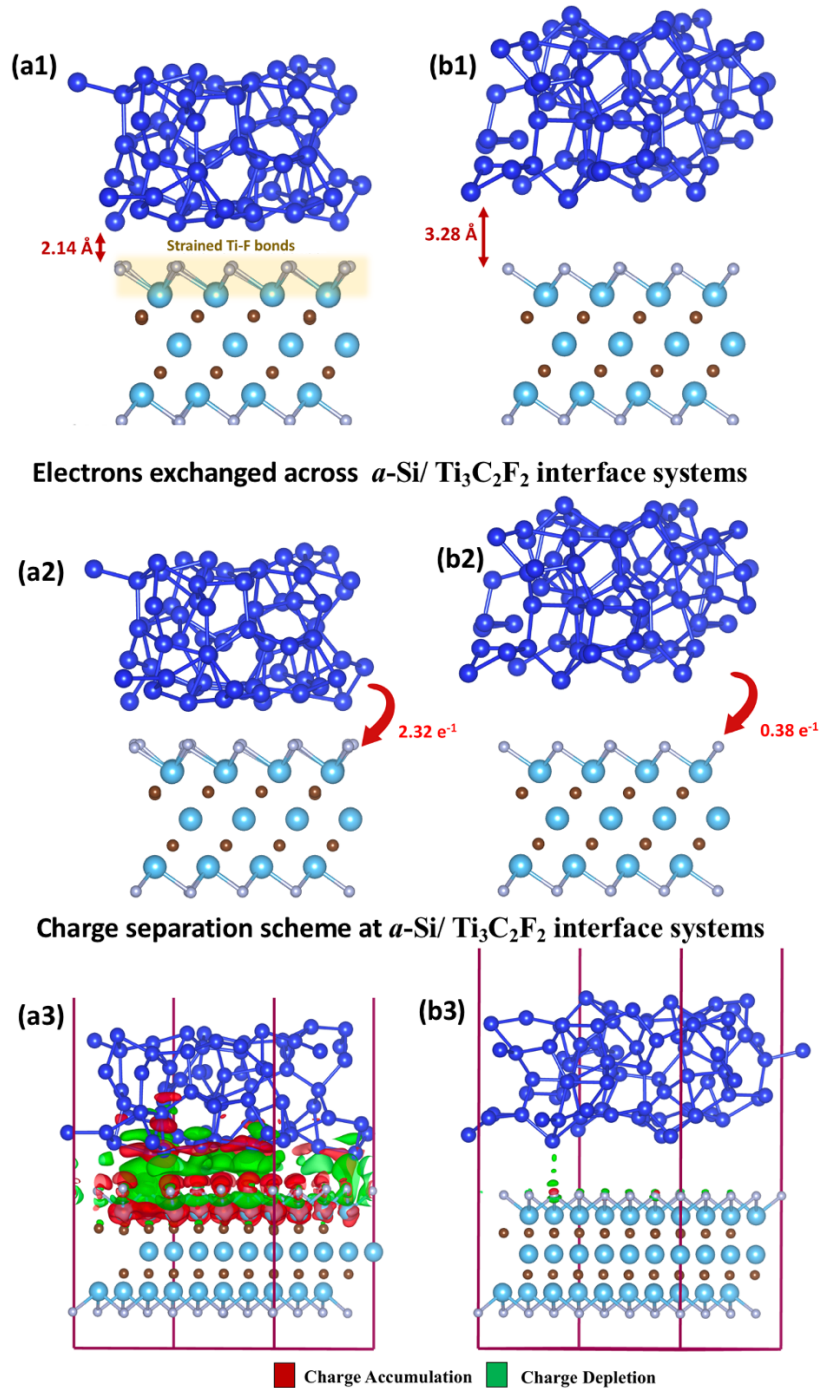 (a1)
(b1)
2.14 Å
Strained Ti-F bonds
3.28 Å
Electrons exchanged across a-Si/ Ti₃C₂F₂ interface systems
(a2)
(b2)
2.32 e⁻¹
0.38 e⁻¹
Charge separation scheme at a-Si/ Ti₃C₂F₂ interface systems
(a3)
(b3)
Charge Accumulation
Charge Depletion